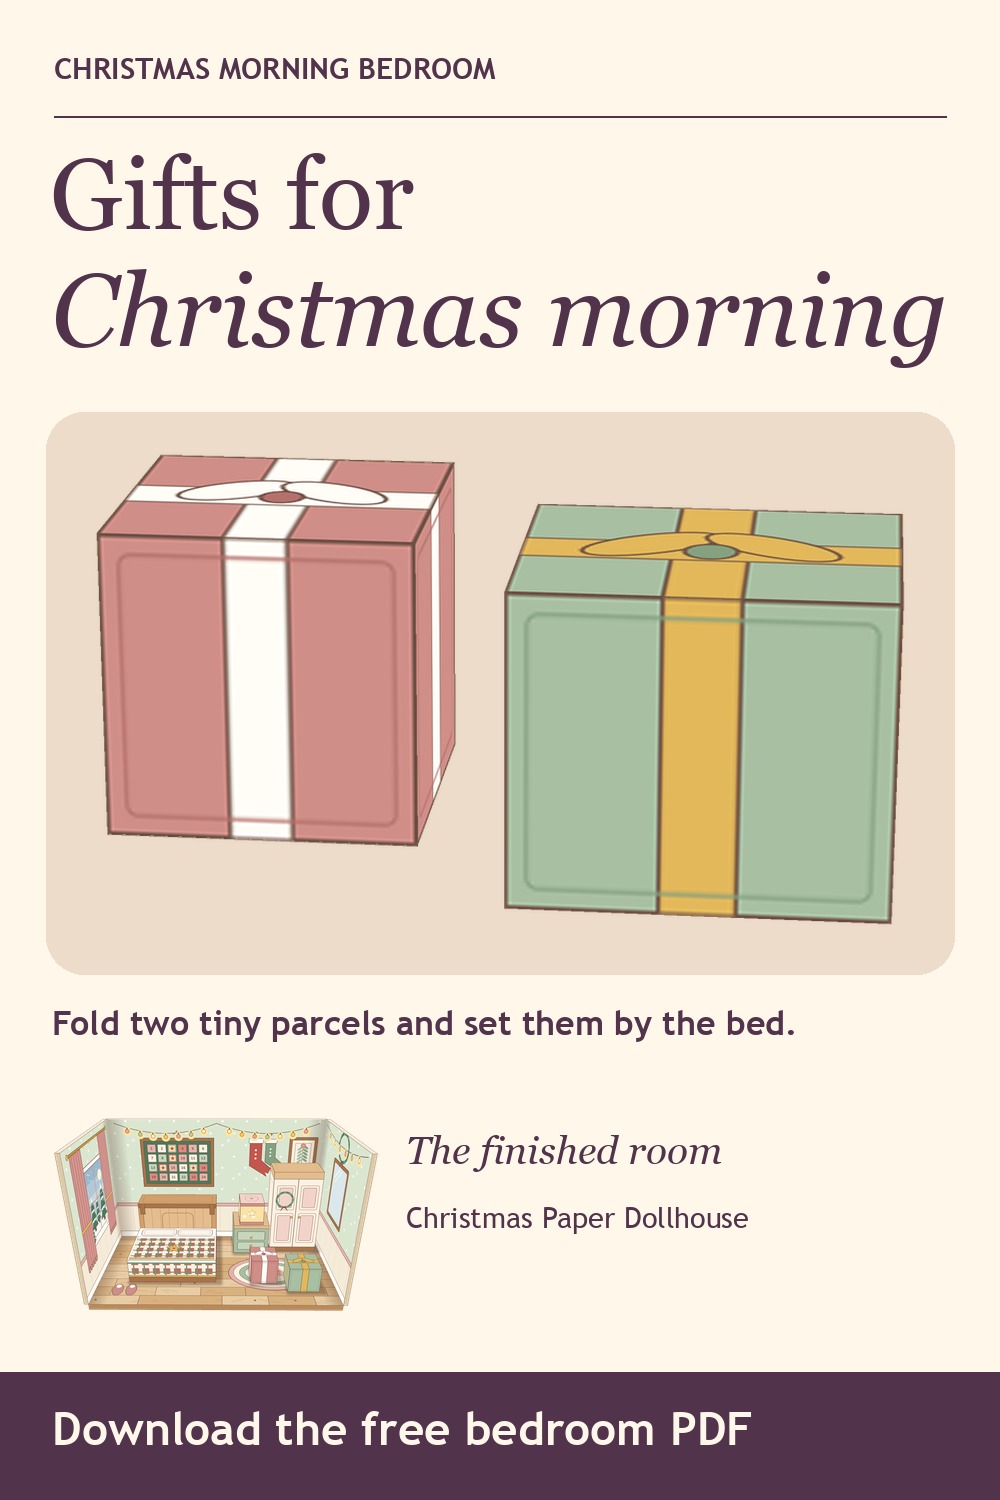 CHRISTMAS MORNING BEDROOM
Gifts for
Christmas morning
Fold two tiny parcels and set them by the bed.
The finished room
Christmas Paper Dollhouse
Download the free bedroom PDF